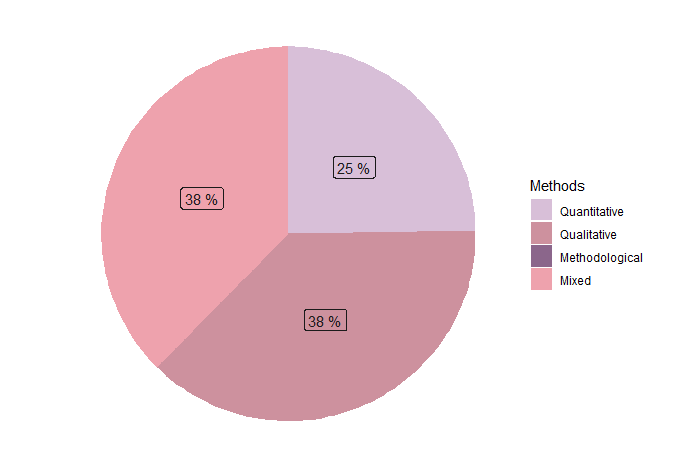 25 %
38 %
38 %
Methods
Quantitative
Qualitative
Methodological
Mixed